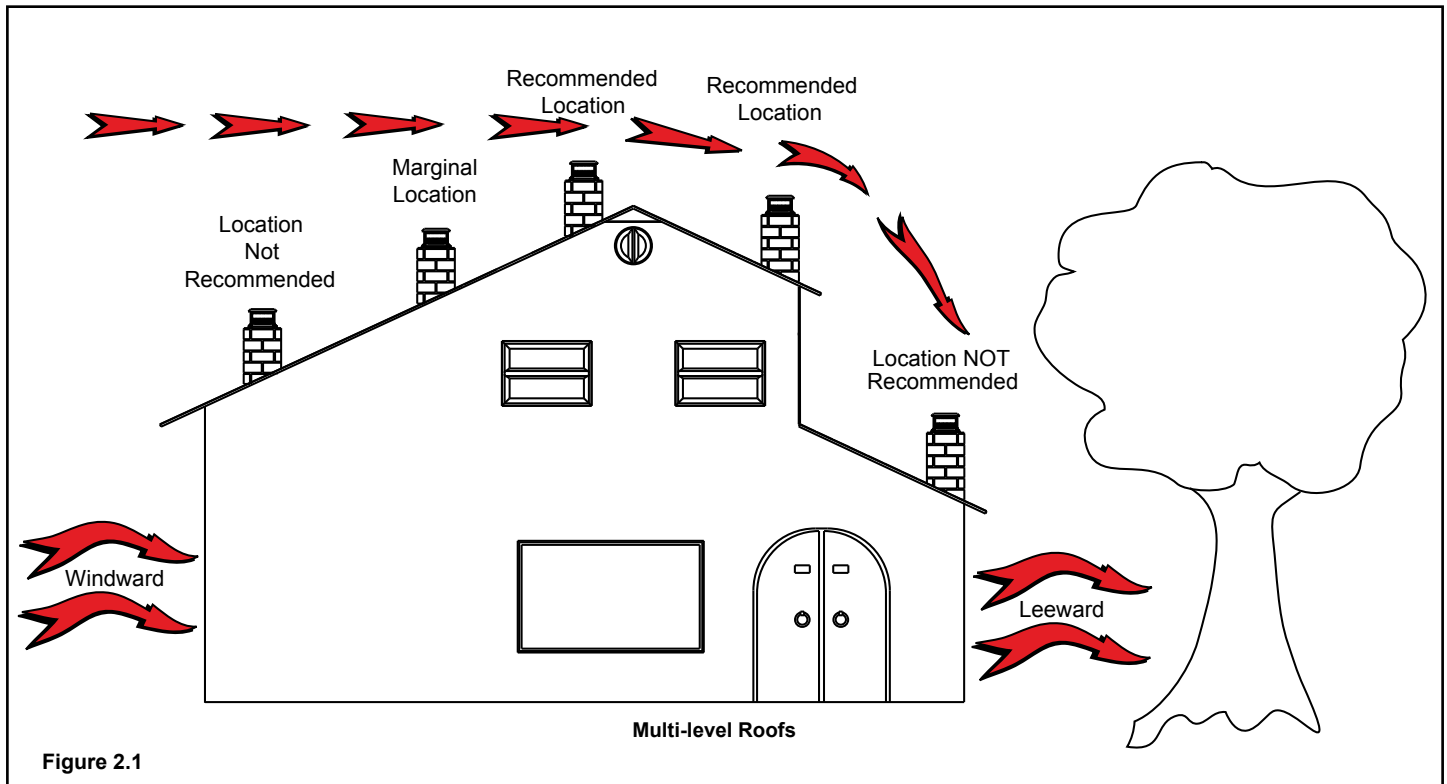 Recommended
Location
Recommended
Location
Marginal
Location
Location
Not
Recommended
Location NOT
Recommended
Windward
Leeward
Multi-level Roofs
Figure 2.1